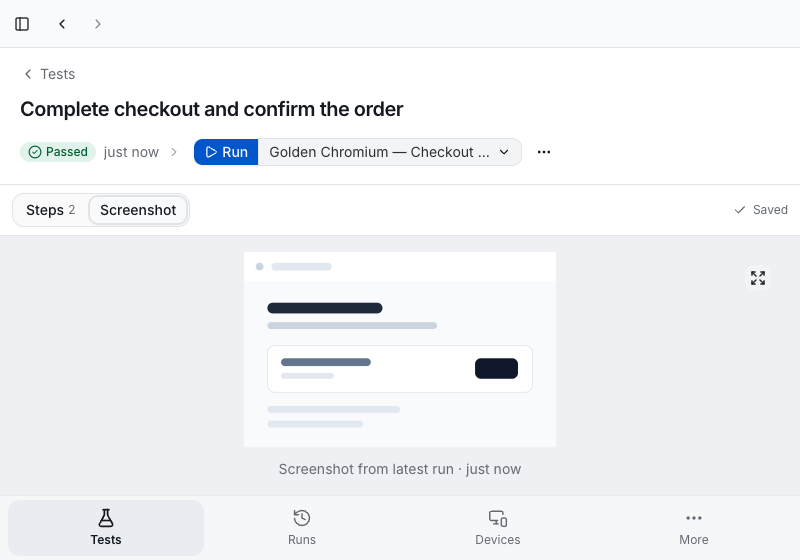 Tests
Complete checkout and confirm the order
Passed just now Run Golden Chromium — Checkout ...
Steps 2 Screenshot Saved
Screenshot from latest run · just now
Tests Runs Devices More